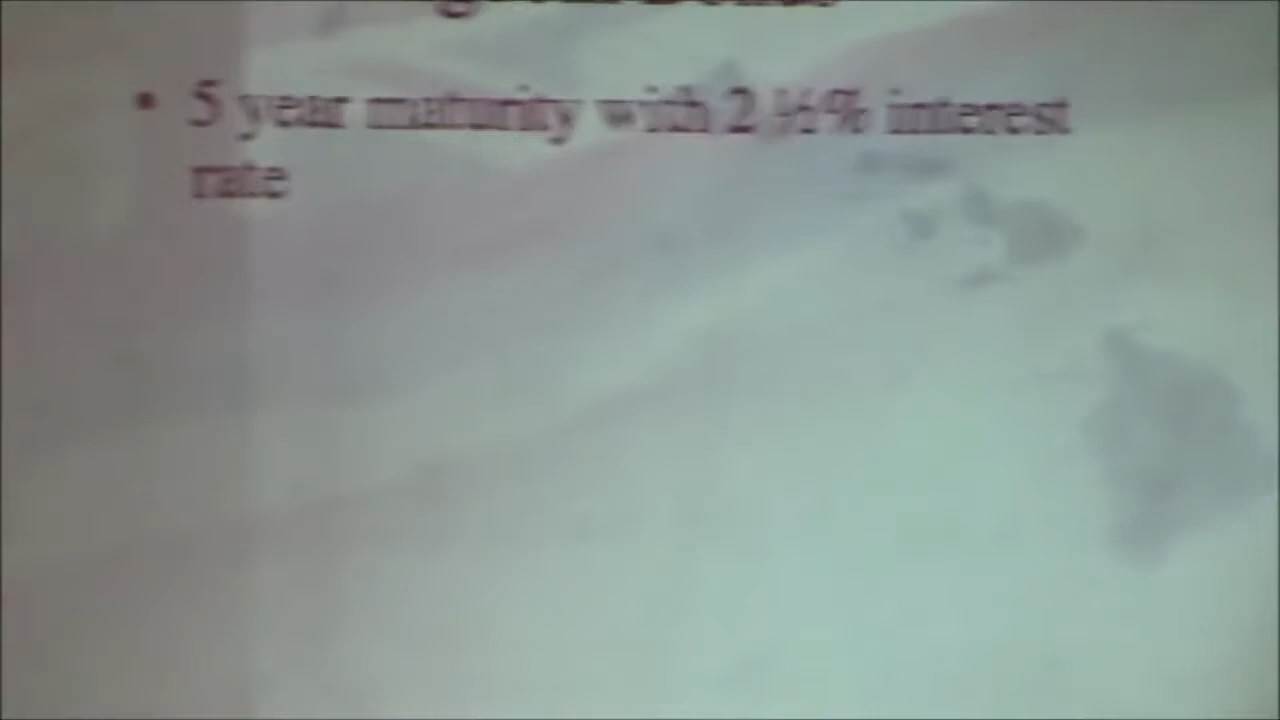 • 5 year maturity with 2 ½% interest
rate